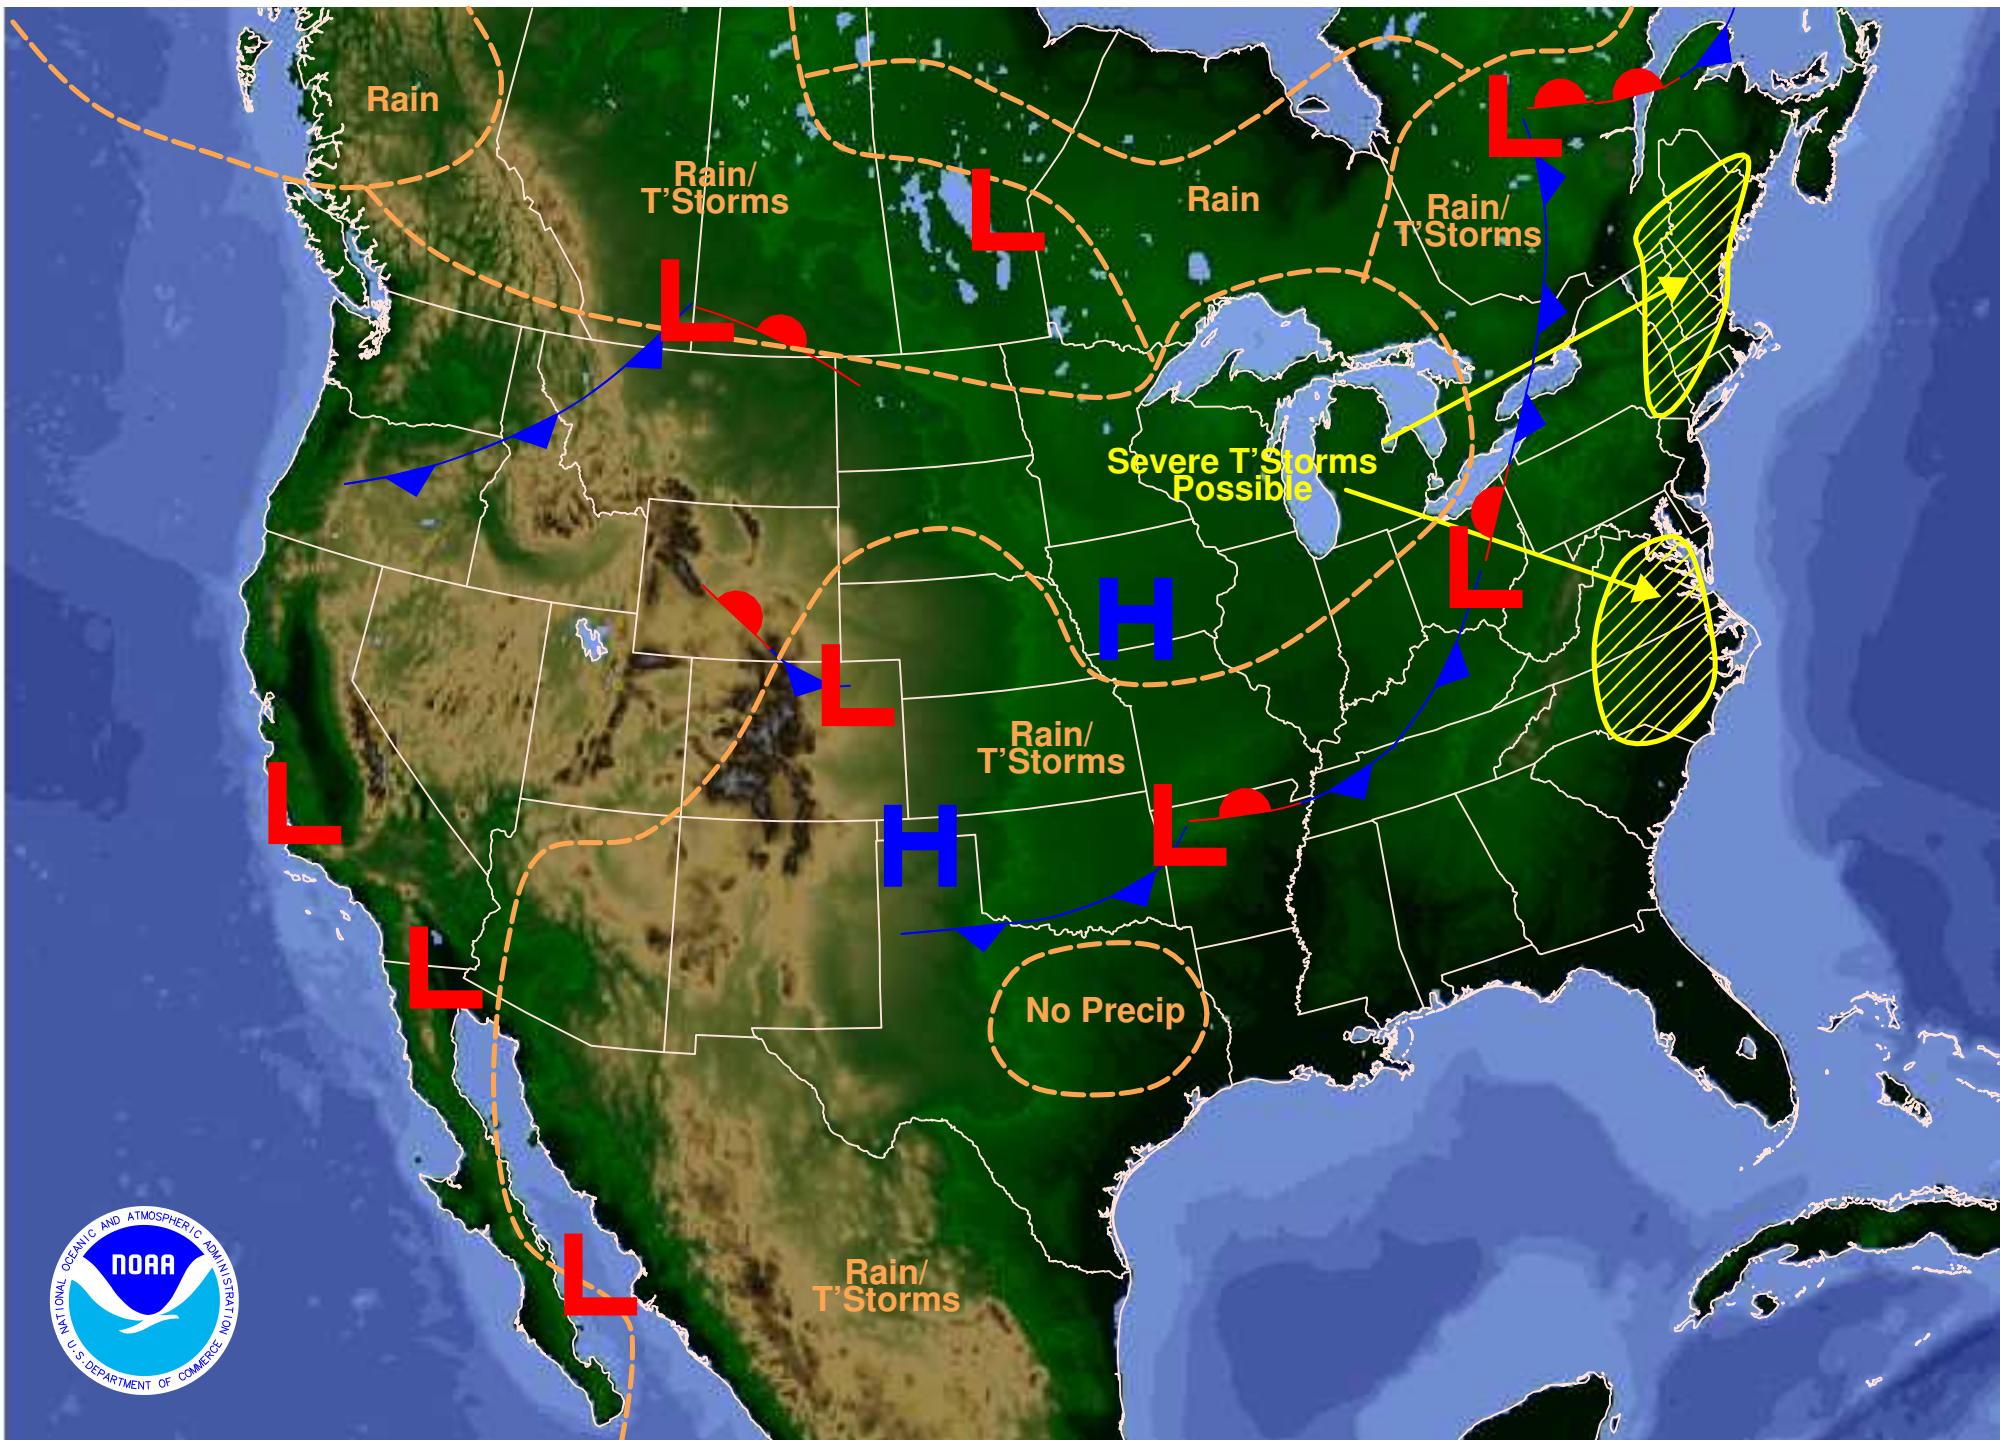 Rain
Rain/
T'Storms
Rain
Rain/
T'Storms
L
L
L
L
Severe T'Storms
Possible
L
H
L
Rain/
T'Storms
L
H
L
L
No Precip
L
Rain/
T'Storms
NATIONAL OCEANIC AND ATMOSPHERIC ADMINISTRATION
NOAA
U.S. DEPARTMENT OF COMMERCE